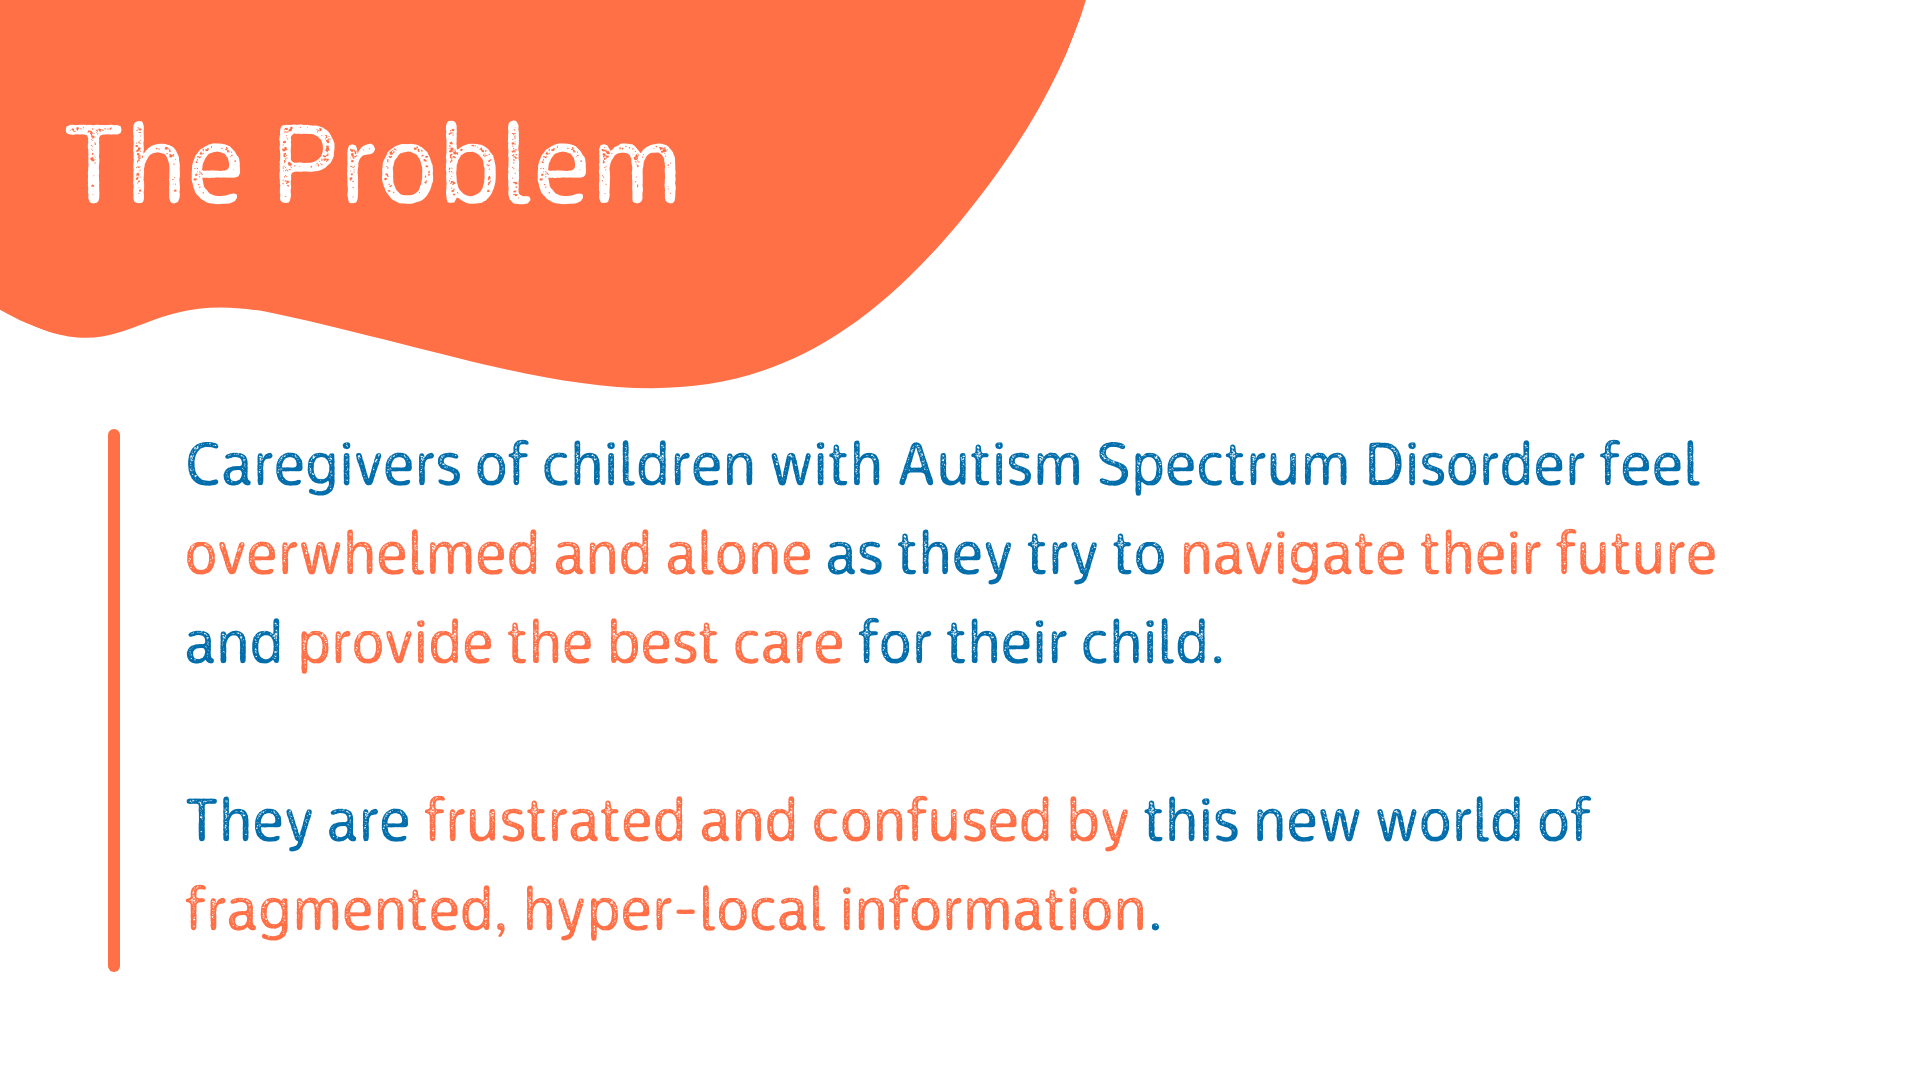 The Problem
Caregivers of children with Autism Spectrum Disorder feel
overwhelmed and alone as they try to navigate their future
and provide the best care for their child.
They are frustrated and confused by this new world of
fragmented, hyper-local information.